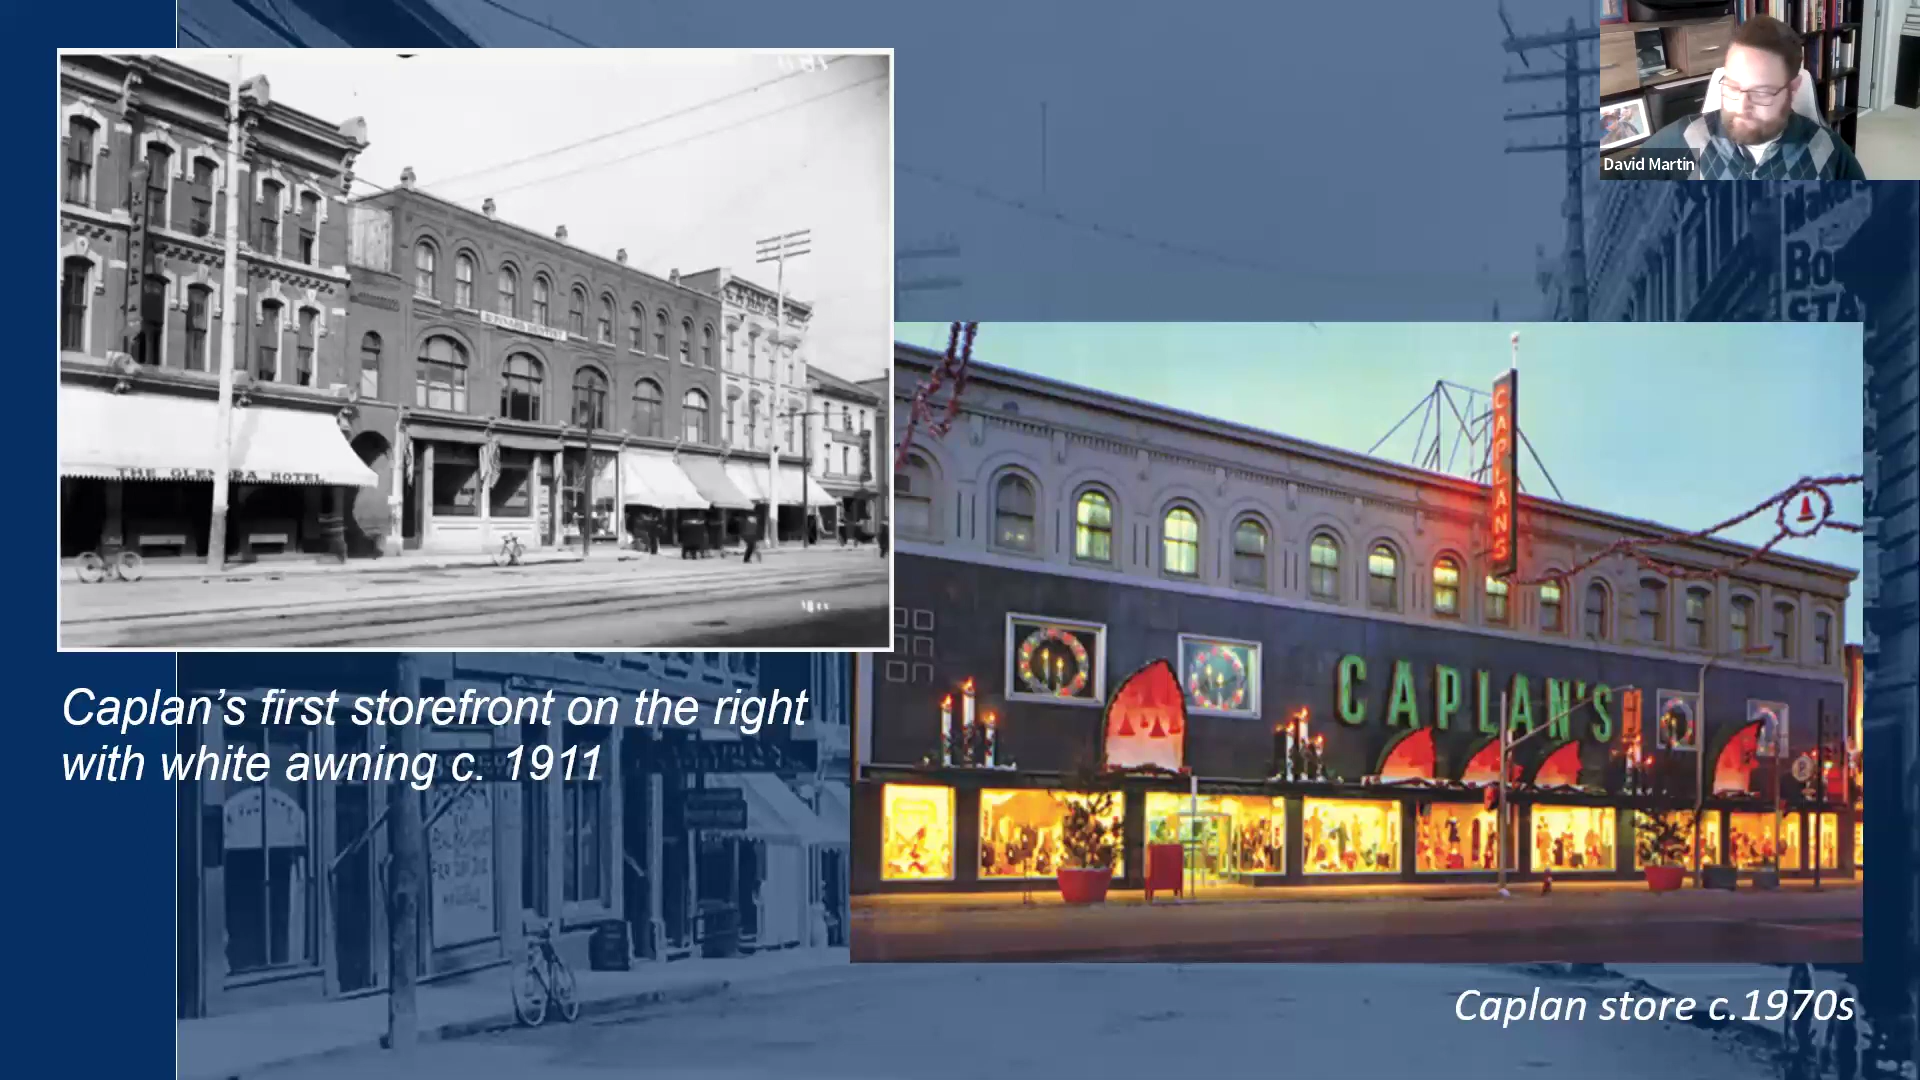 David Martin
THE GLENORA HOTEL
CAPLANS
CAPLAN'S
Caplan’s first storefront on the right
with white awning c. 1911
Caplan store c.1970s